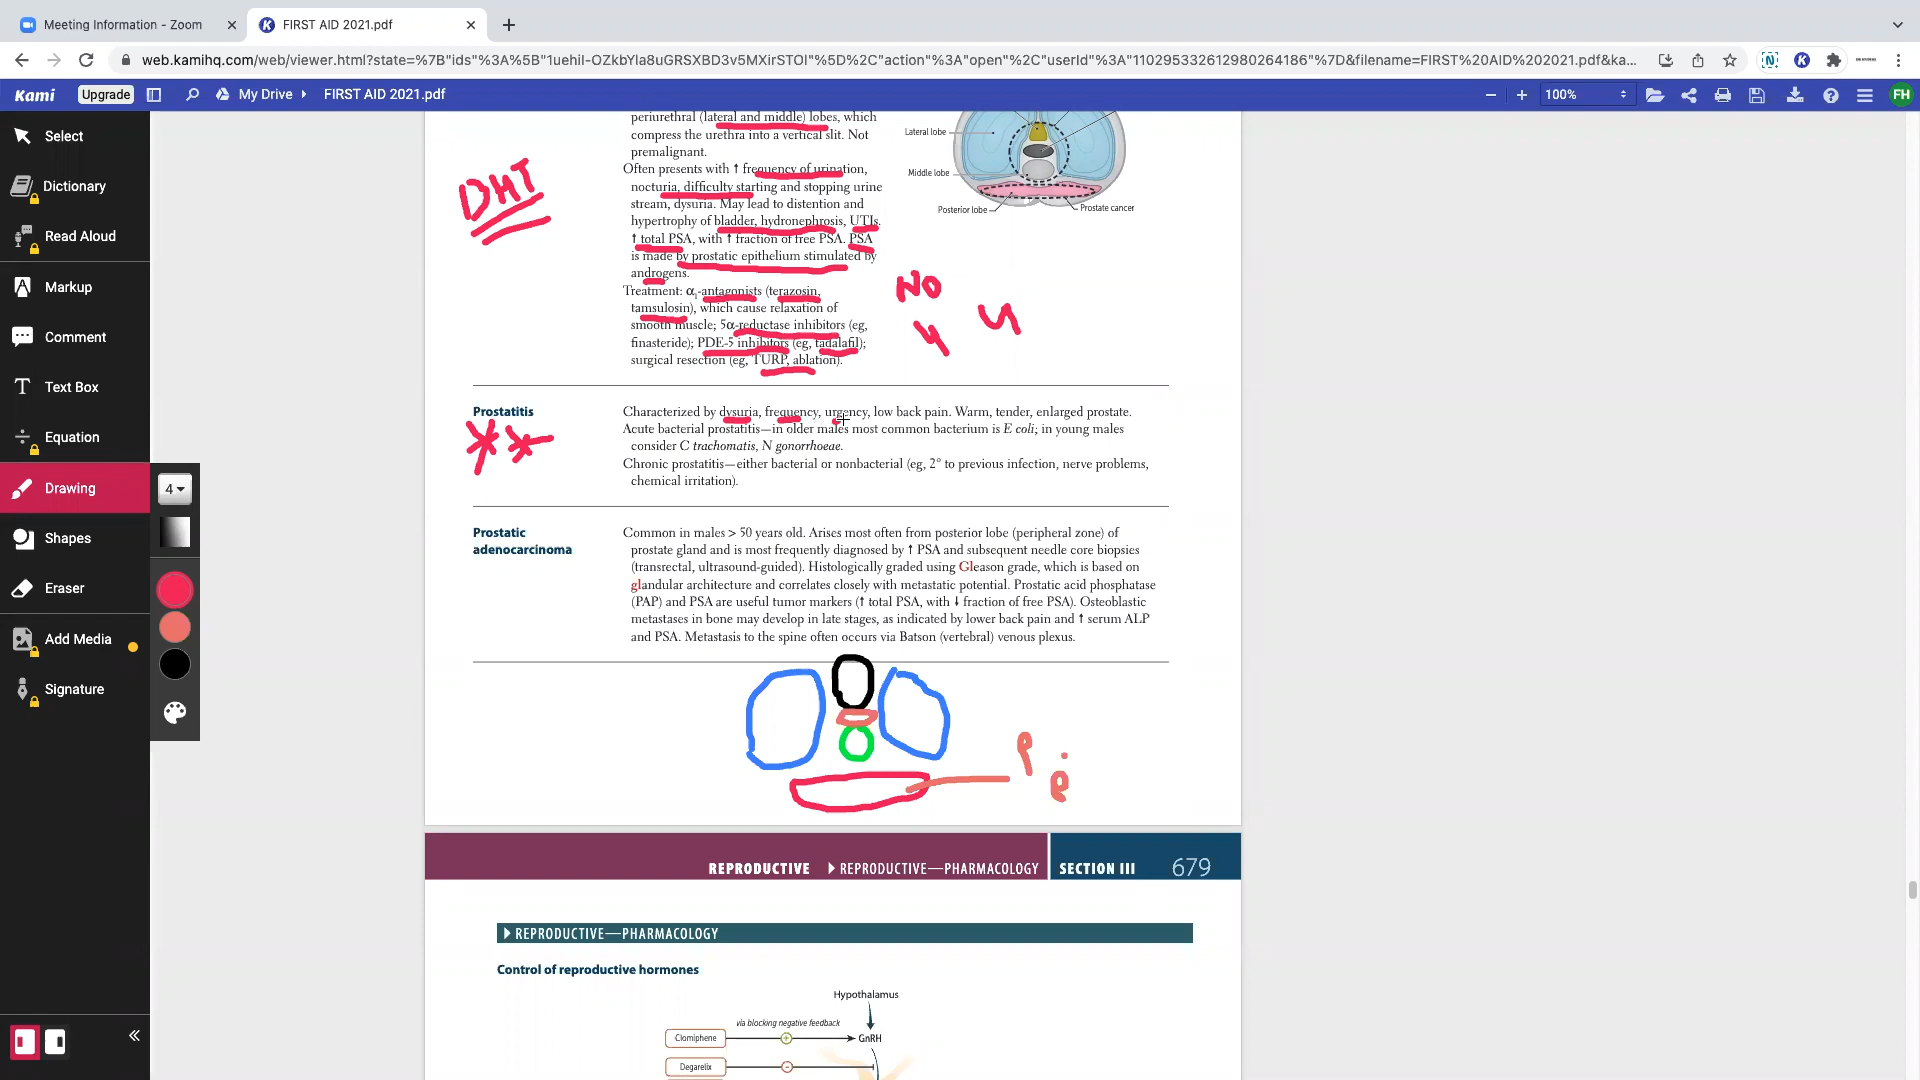 Meeting Information - Zoom
FIRST AID 2021.pdf
web.kamihq.com/web/viewer.html?state=%7B"ids"%3A%5B"1uehiI-OZkbYla8uGRSXBD3v5MXirSTOl"%5D%2C"action"%3A"open"%2C"userId"%3A"110295332612980264186"%7D&filename=FIRST%20AID%202021.pdf&ka...
Kami
Upgrade
My Drive
FIRST AID 2021.pdf
100%
FH
Select
Dictionary
Read Aloud
Markup
Comment
Text Box
Equation
Drawing
Shapes
Eraser
Add Media
Signature
4
periurethral (lateral and middle) lobes, which
compress the urethra into a vertical slit. Not
premalignant.
Often presents with ↑ frequency of urination,
nocturia, difficulty starting and stopping urine
stream, dysuria. May lead to distention and
hypertrophy of bladder, hydronephrosis, UTIs.
↑ total PSA, with ↑ fraction of free PSA. PSA
is made by prostatic epithelium stimulated by
androgens.
Treatment: α1-antagonists (terazosin,
tamsulosin), which cause relaxation of
smooth muscle; 5α-reductase inhibitors (eg,
finasteride); PDE-5 inhibitors (eg, tadalafil);
surgical resection (eg, TURP, ablation).
Lateral lobe
Middle lobe
Posterior lobe
Prostate cancer
DHT
NO
Prostatitis
Characterized by dysuria, frequency, urgency, low back pain. Warm, tender, enlarged prostate.
Acute bacterial prostatitis—in older males most common bacterium is E coli; in young males
consider C trachomatis, N gonorrhoeae.
Chronic prostatitis—either bacterial or nonbacterial (eg, 2° to previous infection, nerve problems,
chemical irritation).
Prostatic
adenocarcinoma
Common in males > 50 years old. Arises most often from posterior lobe (peripheral zone) of
prostate gland and is most frequently diagnosed by ↑ PSA and subsequent needle core biopsies
(transrectal, ultrasound-guided). Histologically graded using Gleason grade, which is based on
glandular architecture and correlates closely with metastatic potential. Prostatic acid phosphatase
(PAP) and PSA are useful tumor markers (↑ total PSA, with ↓ fraction of free PSA). Osteoblastic
metastases in bone may develop in late stages, as indicated by lower back pain and ↑ serum ALP
and PSA. Metastasis to the spine often occurs via Batson (vertebral) venous plexus.
REPRODUCTIVE
REPRODUCTIVE—PHARMACOLOGY
SECTION III
679
REPRODUCTIVE—PHARMACOLOGY
Control of reproductive hormones
Hypothalamus
via blocking negative feedback
Clomiphene
GnRH
Degarelix